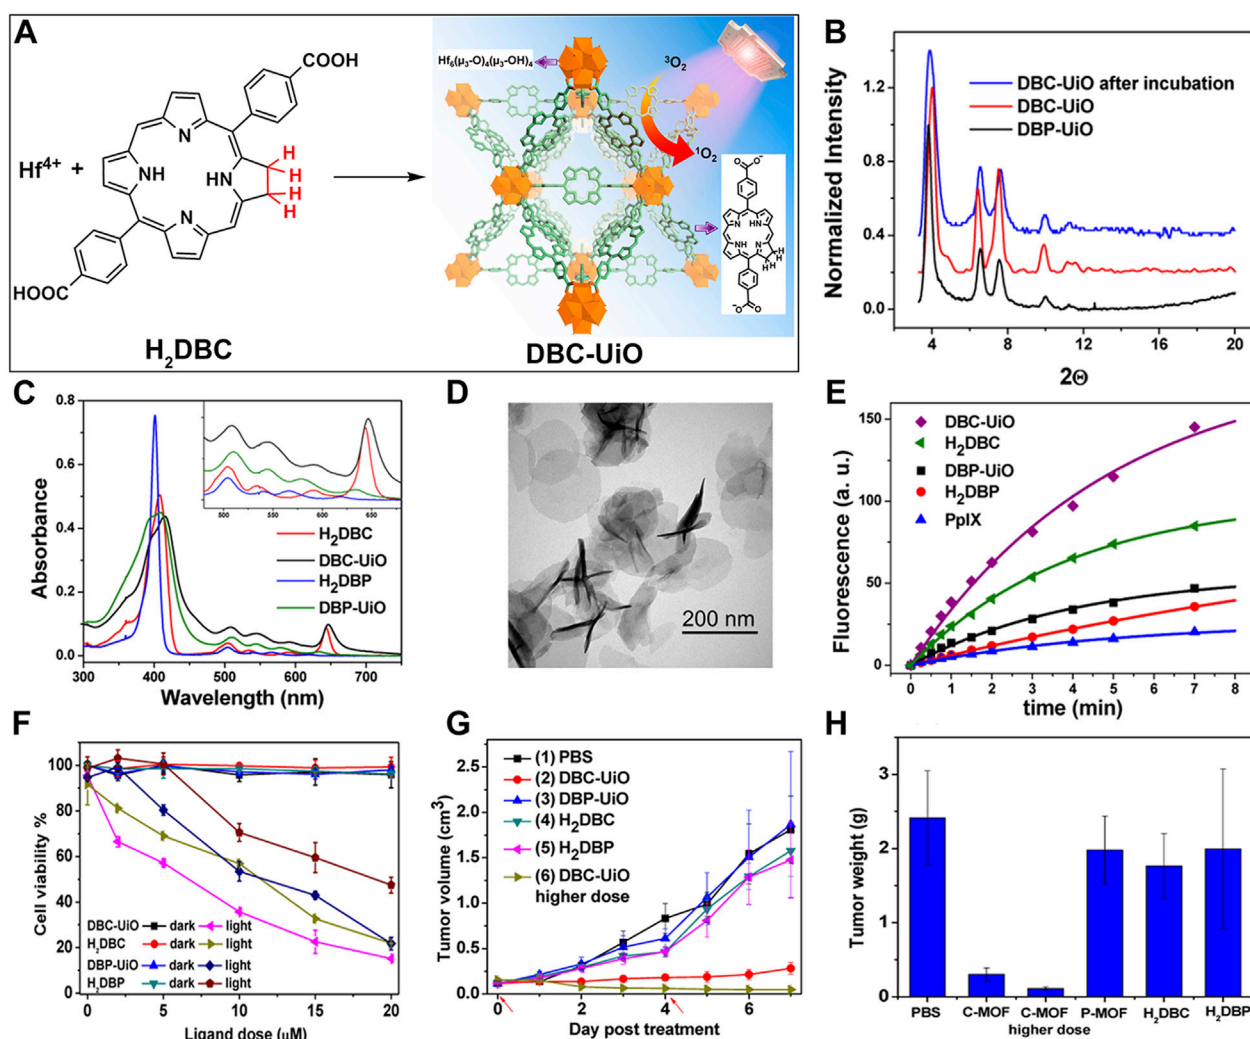 A
COOH
N
NH
HN
N
H
H
H
H
Hf4+ +
HOOC
H2DBC
Hf6(μ3-O)4(μ3-OH)4
3O2
1O2
DBC-UiO
B
DBC-UiO after incubation
DBC-UiO
DBP-UiO
Normalized Intensity
1.2
0.8
0.4
0.0
4 8 12 16 20
2Θ
C
Absorbance
0.8
0.6
0.4
0.2
0.0
500 550 600 650
H2DBC
DBC-UiO
H2DBP
DBP-UiO
300 400 500 600 700
Wavelength (nm)
D
200 nm
E
Fluorescence (a. u.)
150
100
50
0
DBC-UiO
H2DBC
DBP-UiO
H2DBP
PpIX
0 1 2 3 4 5 6 7 8
time (min)
F
Cell viability %
100
80
60
40
20
0
DBC-UiO dark light
H2DBC dark light
DBP-UiO dark light
H2DBP dark light
0 5 10 15 20
Ligand dose (μM)
G
Tumor volume (cm3)
2.5
2.0
1.5
1.0
0.5
0.0
(1) PBS
(2) DBC-UiO
(3) DBP-UiO
(4) H2DBC
(5) H2DBP
(6) DBC-UiO
higher dose
0 2 4 6
Day post treatment
H
Tumor weight (g)
3
2
1
0
PBS C-MOF C-MOF P-MOF H2DBC H2DBP
higher dose